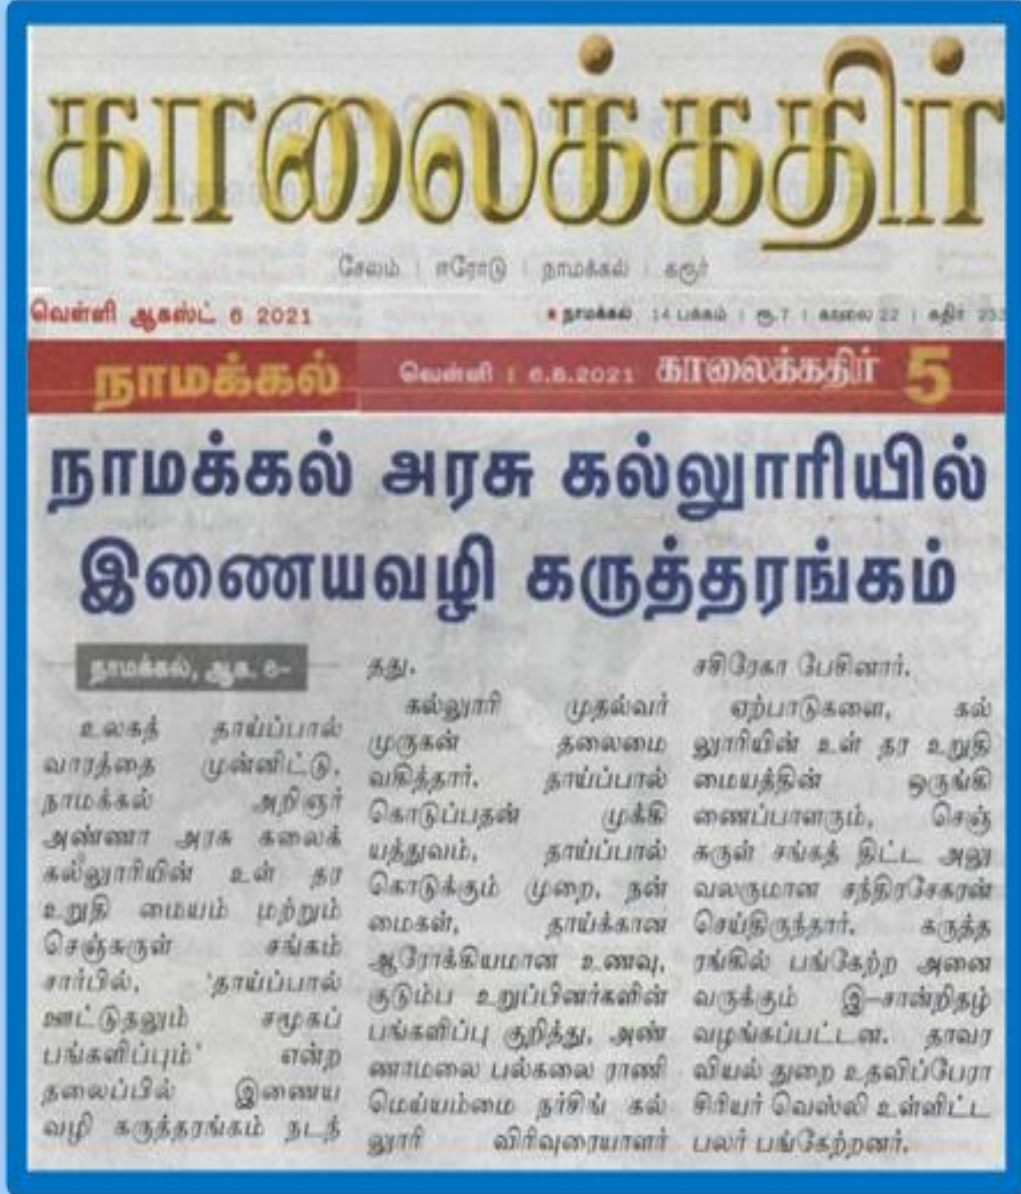 காலைக்கதிர்
சேலம் | ஈரோடு | நாமக்கல் | கரூர்
வெள்ளி ஆகஸ்ட் 6 2021
▪ நாமக்கல் 14 பக்கம் | ரூ.7 | காலை 22 | கதிர் 233
நாமக்கல்
வெள்ளி | 6.8.2021 காலைக்கதிர் 5
நாமக்கல் அரசு கல்லூரியில்
இணையவழி கருத்தரங்கம்
நாமக்கல், ஆக. 6–
உலகத் தாய்ப்பால்
வாரத்தை முன்னிட்டு,
நாமக்கல் அறிஞர்
அண்ணா அரசு கலைக்
கல்லூரியின் உள் தர
உறுதி மையம் மற்றும்
செஞ்சுருள் சங்கம்
சார்பில், 'தாய்ப்பால்
ஊட்டுதலும் சமூகப்
பங்களிப்பும்' என்ற
தலைப்பில் இணைய
வழி கருத்தரங்கம் நடந்
தது.
கல்லூரி முதல்வர்
முருகன் தலைமை
வகித்தார். தாய்ப்பால்
கொடுப்பதன் முக்கி
யத்துவம், தாய்ப்பால்
கொடுக்கும் முறை, நன்
மைகள், தாய்க்கான
ஆரோக்கியமான உணவு,
குடும்ப உறுப்பினர்களின்
பங்களிப்பு குறித்து, அண்
ணாமலை பல்கலை ராணி
மெய்யம்மை நர்சிங் கல்
லூரி விரிவுரையாளர்
சசிரேகா பேசினார்.
ஏற்பாடுகளை, கல்
லூரியின் உள் தர உறுதி
மையத்தின் ஒருங்கி
ணைப்பாளரும், செஞ்
சுருள் சங்கத் திட்ட அலு
வலருமான சந்திரசேகரன்
செய்திருந்தார். கருத்த
ரங்கில் பங்கேற்ற அனை
வருக்கும் இ–சான்றிதழ்
வழங்கப்பட்டன. தாவர
வியல் துறை உதவிப்பேரா
சிரியர் வெஸ்லி உள்ளிட்ட
பலர் பங்கேற்றனர்.